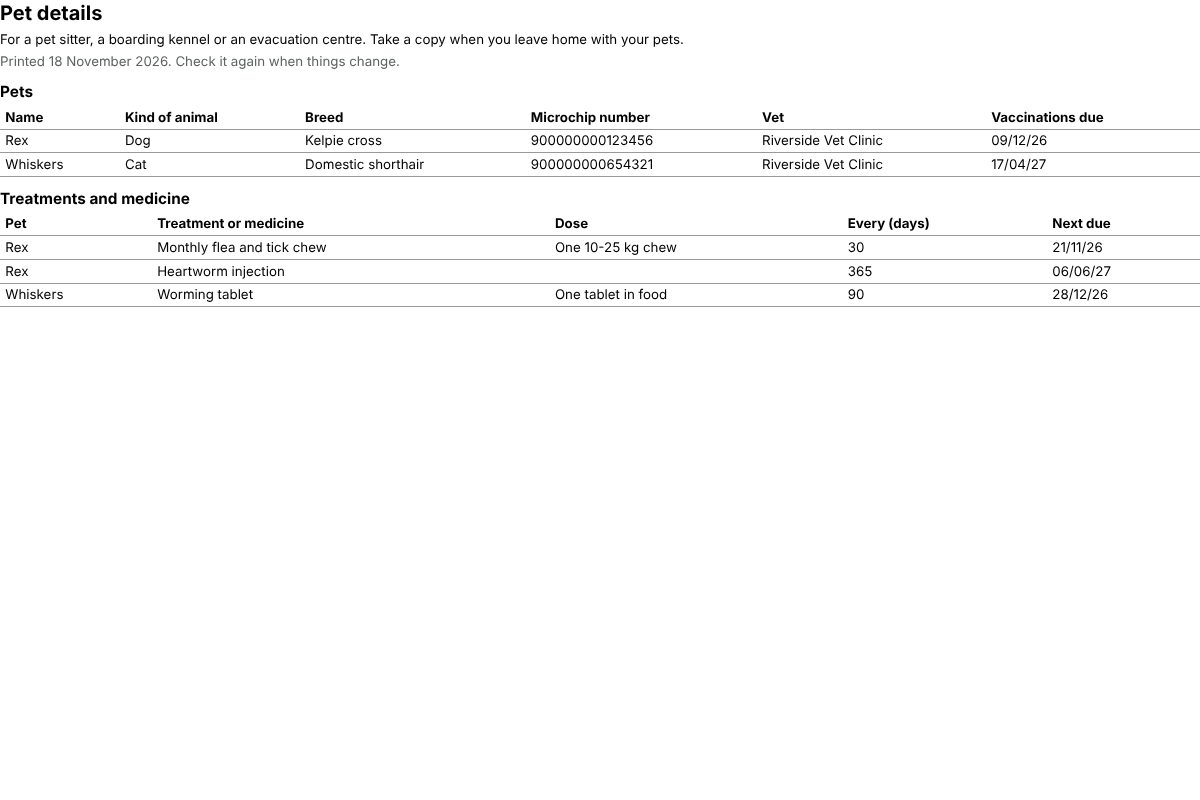 Pet details
For a pet sitter, a boarding kennel or an evacuation centre. Take a copy when you leave home with your pets.
Printed 18 November 2026. Check it again when things change.
Pets
Name Kind of animal Breed Microchip number Vet Vaccinations due
Rex Dog Kelpie cross 900000000123456 Riverside Vet Clinic 09/12/26
Whiskers Cat Domestic shorthair 900000000654321 Riverside Vet Clinic 17/04/27
Treatments and medicine
Pet Treatment or medicine Dose Every (days) Next due
Rex Monthly flea and tick chew One 10-25 kg chew 30 21/11/26
Rex Heartworm injection 365 06/06/27
Whiskers Worming tablet One tablet in food 90 28/12/26